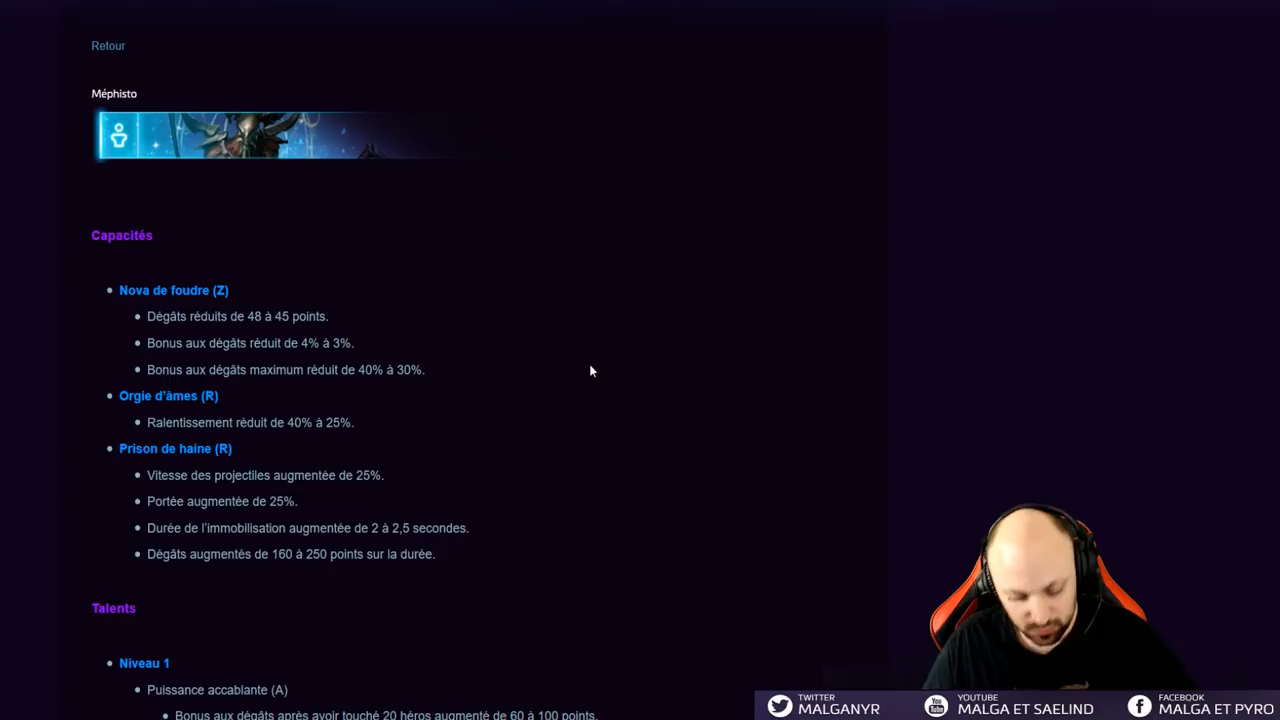 Retour
Méphisto
Capacités
Nova de foudre (Z)
Dégâts réduits de 48 à 45 points.
Bonus aux dégâts réduit de 4% à 3%.
Bonus aux dégâts maximum réduit de 40% à 30%.
Orgie d'âmes (R)
Ralentissement réduit de 40% à 25%.
Prison de haine (R)
Vitesse des projectiles augmentée de 25%.
Portée augmentée de 25%.
Durée de l'immobilisation augmentée de 2 à 2,5 secondes.
Dégâts augmentés de 160 à 250 points sur la durée.
Talents
Niveau 1
Puissance accablante (A)
Bonus aux dégâts après avoir touché 20 héros augmenté de 60 à 100 points.
TWITTER
MALGANYR
YOUTUBE
MALGA ET SAELIND
FACEBOOK
MALGA ET PYRO